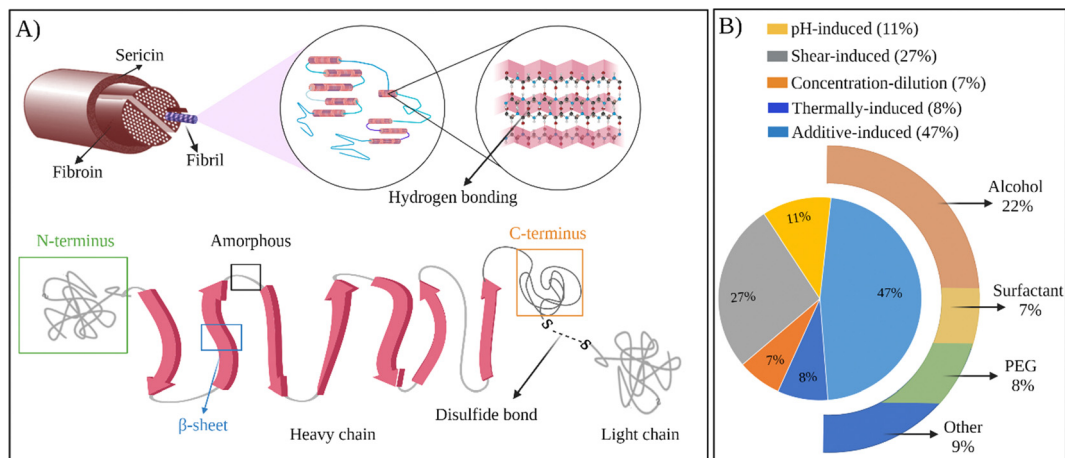 A)
Sericin
Fibroin
Fibril
Hydrogen bonding
N-terminus
Amorphous
C-terminus
S
S
β-sheet
Heavy chain
Disulfide bond
Light chain
B)
pH-induced (11%)
Shear-induced (27%)
Concentration-dilution (7%)
Thermally-induced (8%)
Additive-induced (47%)
11%
27%
7%
8%
47%
Alcohol
22%
Surfactant
7%
PEG
8%
Other
9%